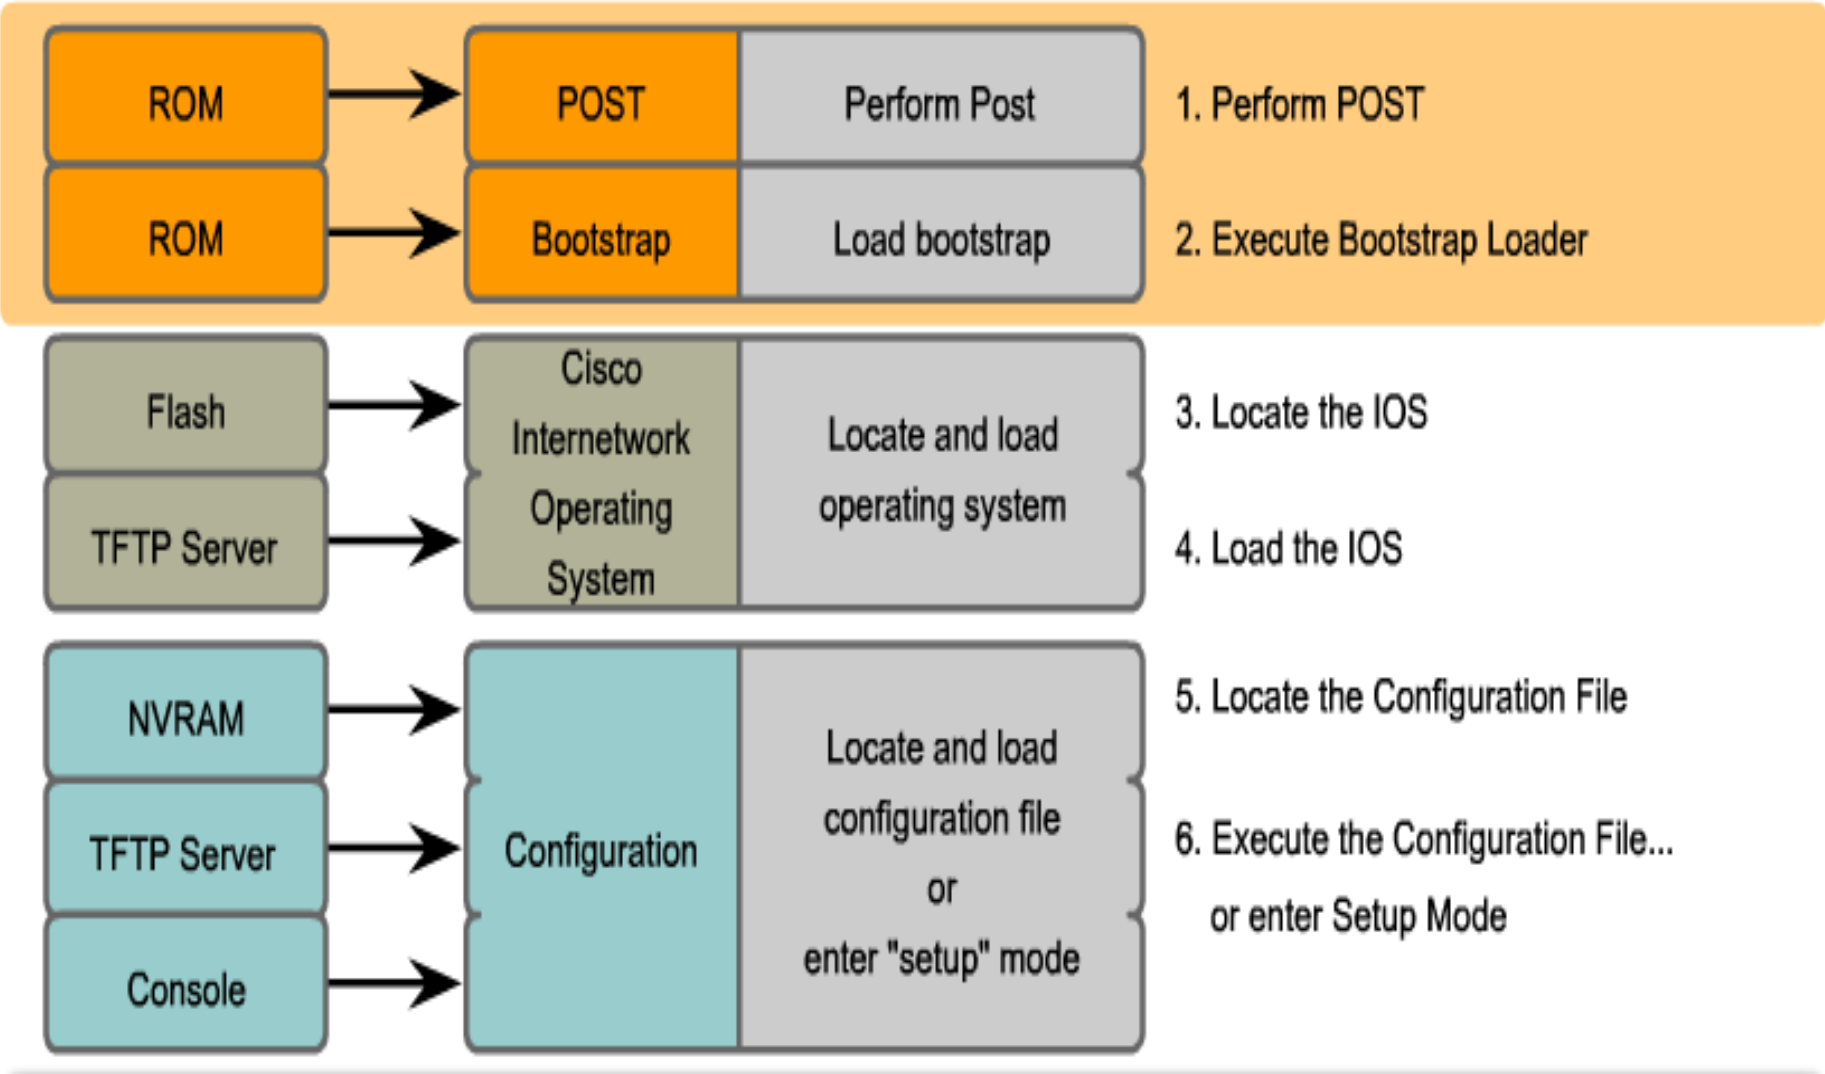 ROM
POST
Perform Post
1. Perform POST
ROM
Bootstrap
Load bootstrap
2. Execute Bootstrap Loader
Flash
TFTP Server
Cisco
Internetwork
Operating
System
Locate and load
operating system
3. Locate the IOS
4. Load the IOS
NVRAM
TFTP Server
Console
Configuration
Locate and load
configuration file
or
enter "setup" mode
5. Locate the Configuration File
6. Execute the Configuration File...
or enter Setup Mode